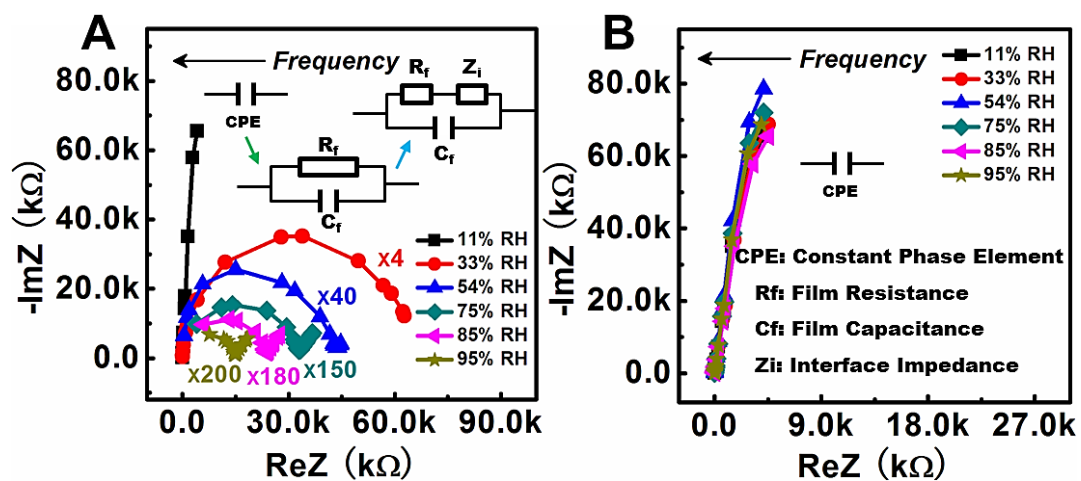 A
Frequency
CPE
Rf
Cf
Rf Zi
Cf
-ImZ (kΩ)
80.0k
60.0k
40.0k
20.0k
0.0
x4
x40
x150
x180
x200
11% RH
33% RH
54% RH
75% RH
85% RH
95% RH
0.0 30.0k 60.0k 90.0k
ReZ (kΩ)
B
Frequency
11% RH
33% RH
54% RH
75% RH
85% RH
95% RH
CPE
CPE: Constant Phase Element
Rf: Film Resistance
Cf: Film Capacitance
Zi: Interface Impedance
-ImZ (kΩ)
80.0k
60.0k
40.0k
20.0k
0.0
0.0 9.0k 18.0k 27.0k
ReZ (kΩ)